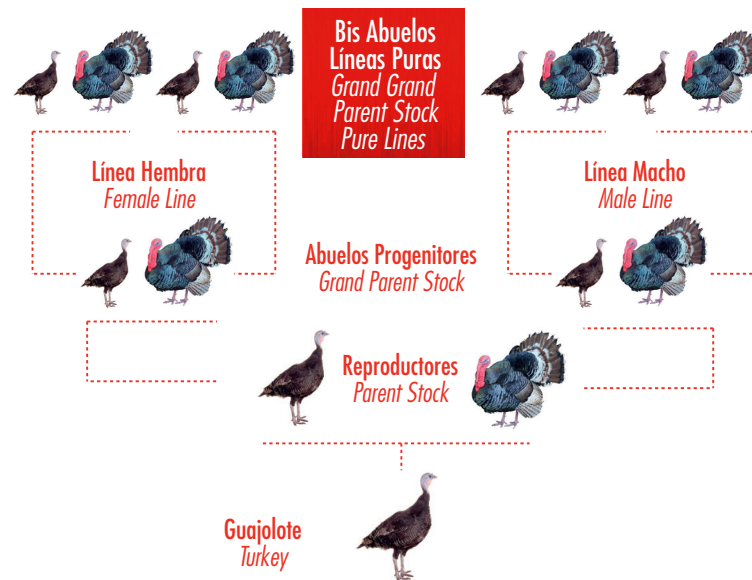 Bis Abuelos
Líneas Puras
Grand Grand
Parent Stock
Pure Lines
Línea Hembra
Female Line
Línea Macho
Male Line
Abuelos Progenitores
Grand Parent Stock
Reproductores
Parent Stock
Guajolote
Turkey